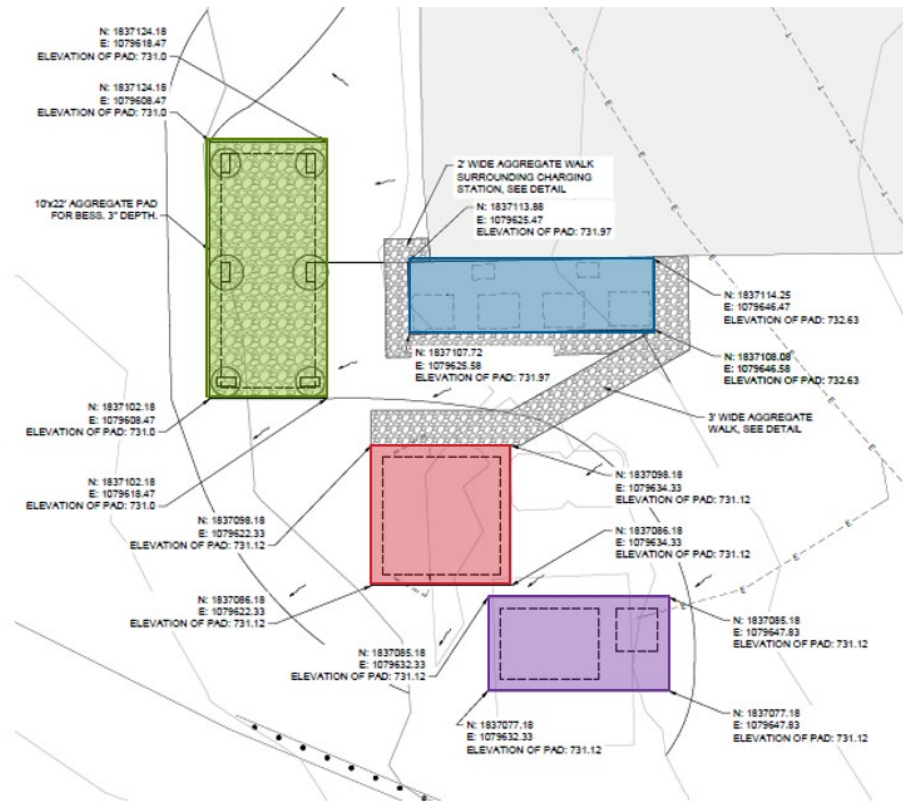 N: 1837124.18
E: 1079618.47
ELEVATION OF PAD: 731.0
N: 1837124.18
E: 1079608.47
ELEVATION OF PAD: 731.0
2' WIDE AGGREGATE WALK
SURROUNDING CHARGING
STATION, SEE DETAIL
10'x22' AGGREGATE PAD
FOR BESS. 3" DEPTH.
N: 1837113.88
E: 1079625.47
ELEVATION OF PAD: 731.97
N: 1837114.25
E: 1079646.47
ELEVATION OF PAD: 732.63
N: 1837107.72
E: 1079625.58
ELEVATION OF PAD: 731.97
N: 1837108.08
E: 1079646.58
ELEVATION OF PAD: 732.63
N: 1837102.18
E: 1079608.47
ELEVATION OF PAD: 731.0
3' WIDE AGGREGATE
WALK, SEE DETAIL
N: 1837102.18
E: 1079618.47
ELEVATION OF PAD: 731.0
N: 1837098.18
E: 1079634.33
ELEVATION OF PAD: 731.12
N: 1837098.18
E: 1079622.33
ELEVATION OF PAD: 731.12
N: 1837086.18
E: 1079634.33
ELEVATION OF PAD: 731.12
N: 1837086.18
E: 1079622.33
ELEVATION OF PAD: 731.12
N: 1837085.18
E: 1079647.83
ELEVATION OF PAD: 731.12
N: 1837085.18
E: 1079632.33
ELEVATION OF PAD: 731.12
N: 1837077.18
E: 1079632.33
ELEVATION OF PAD: 731.12
N: 1837077.18
E: 1079647.83
ELEVATION OF PAD: 731.12